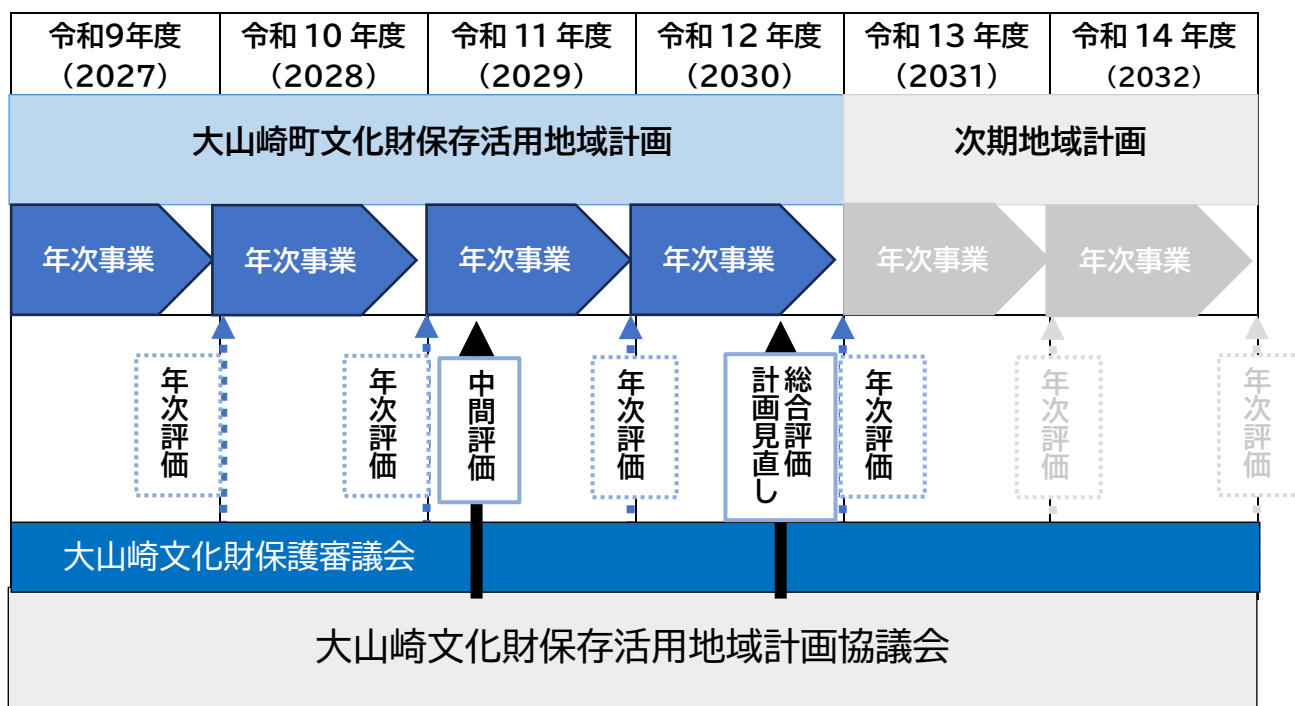 令和9年度
(2027)
令和 10 年度
(2028)
令和 11 年度
(2029)
令和 12 年度
(2030)
令和 13 年度
(2031)
令和 14 年度
(2032)
大山崎町文化財保存活用地域計画
次期地域計画
年次事業
年次事業
年次事業
年次事業
年次事業
年次事業
年次評価
年次評価
中間評価
年次評価
総合評価
計画見直し
年次評価
年次評価
年次評価
大山崎文化財保護審議会
大山崎文化財保存活用地域計画協議会